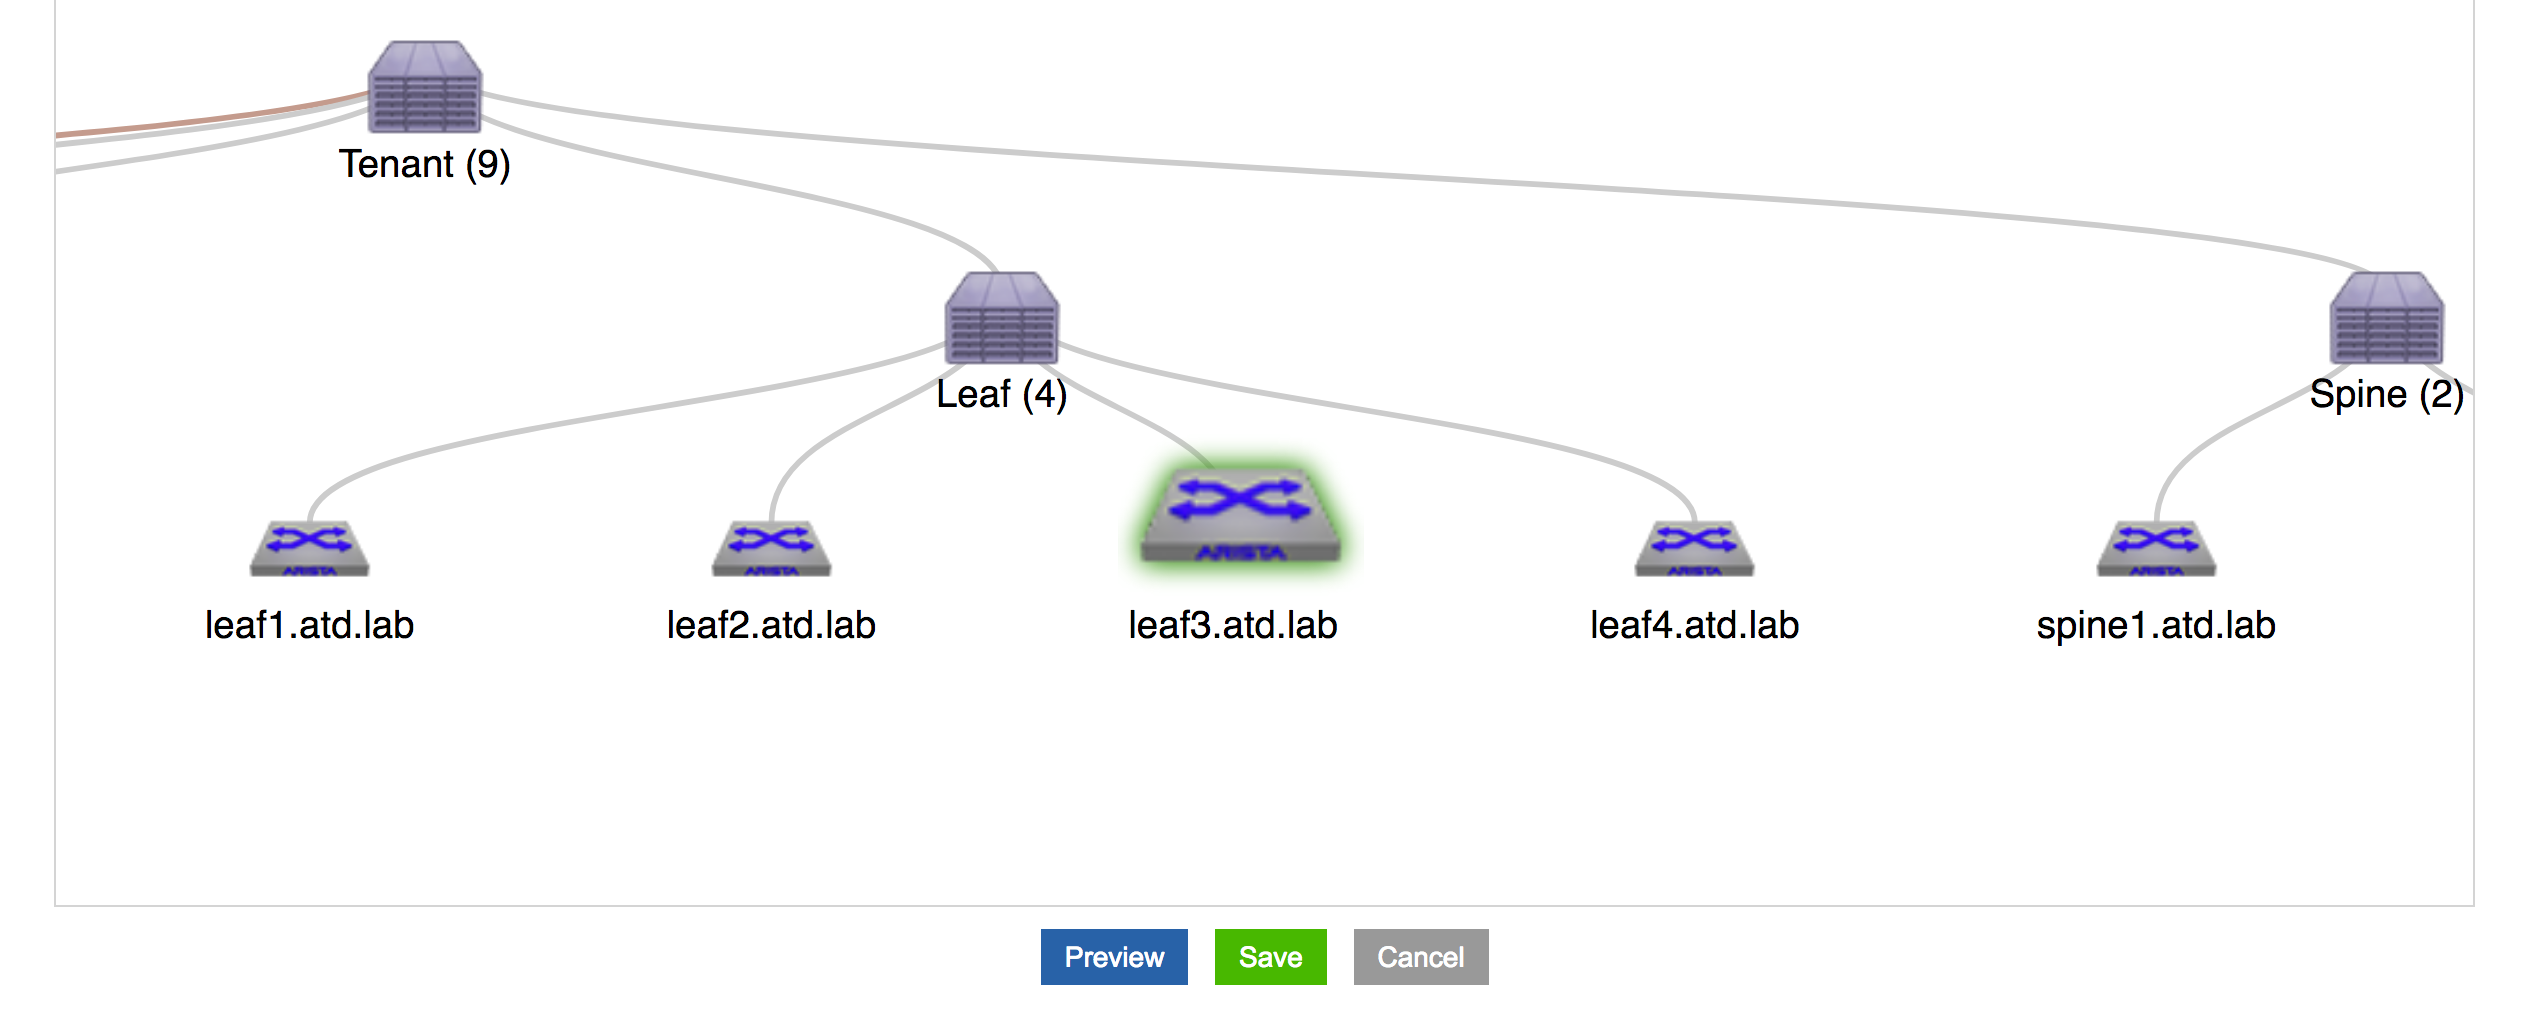 Tenant (9)
Leaf (4)
Spine (2)
ARISTA
ARISTA
ARISTA
ARISTA
ARISTA
leaf1.atd.lab
leaf2.atd.lab
leaf3.atd.lab
leaf4.atd.lab
spine1.atd.lab
Preview
Save
Cancel